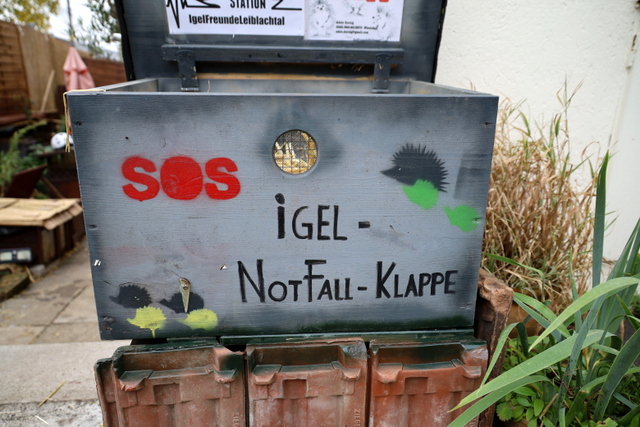 STATION
IgelFreundeLeiblachtal
SOS
iGEL -
NOTFALL - KLAPPE